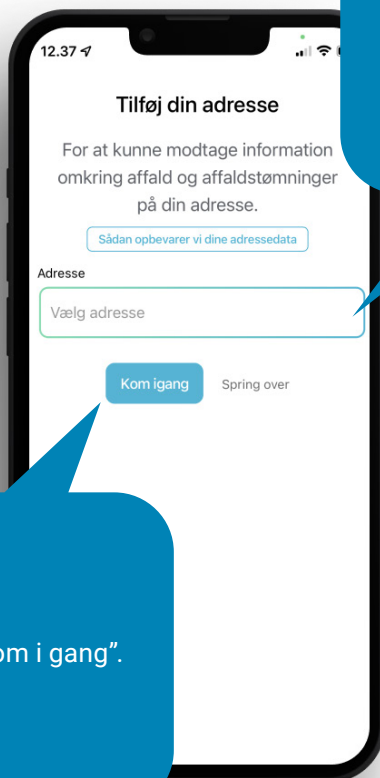 12.37
Tilføj din adresse
For at kunne modtage information
omkring affald og affaldstømninger
på din adresse.
Sådan opbevarer vi dine adressedata
Adresse
Vælg adresse
Kom igang
Spring over
om i gang”.